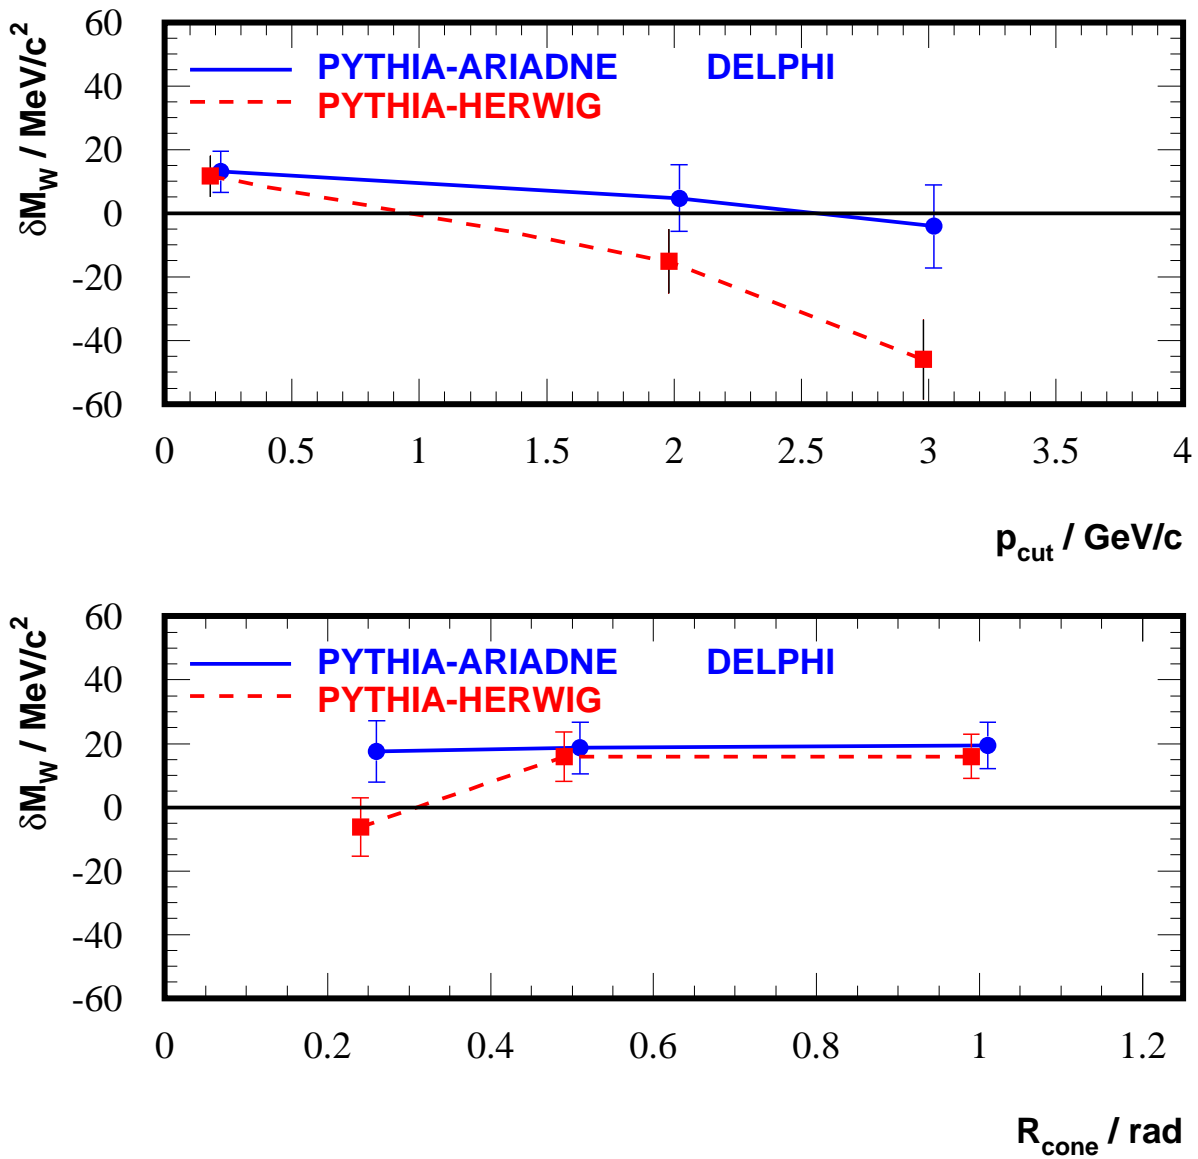 δM_W / MeV/c²
60
40
20
0
-20
-40
-60
PYTHIA-ARIADNE DELPHI
PYTHIA-HERWIG
0 0.5 1 1.5 2 2.5 3 3.5 4
p_cut / GeV/c
δM_W / MeV/c²
60
40
20
0
-20
-40
-60
PYTHIA-ARIADNE DELPHI
PYTHIA-HERWIG
0 0.2 0.4 0.6 0.8 1 1.2
R_cone / rad